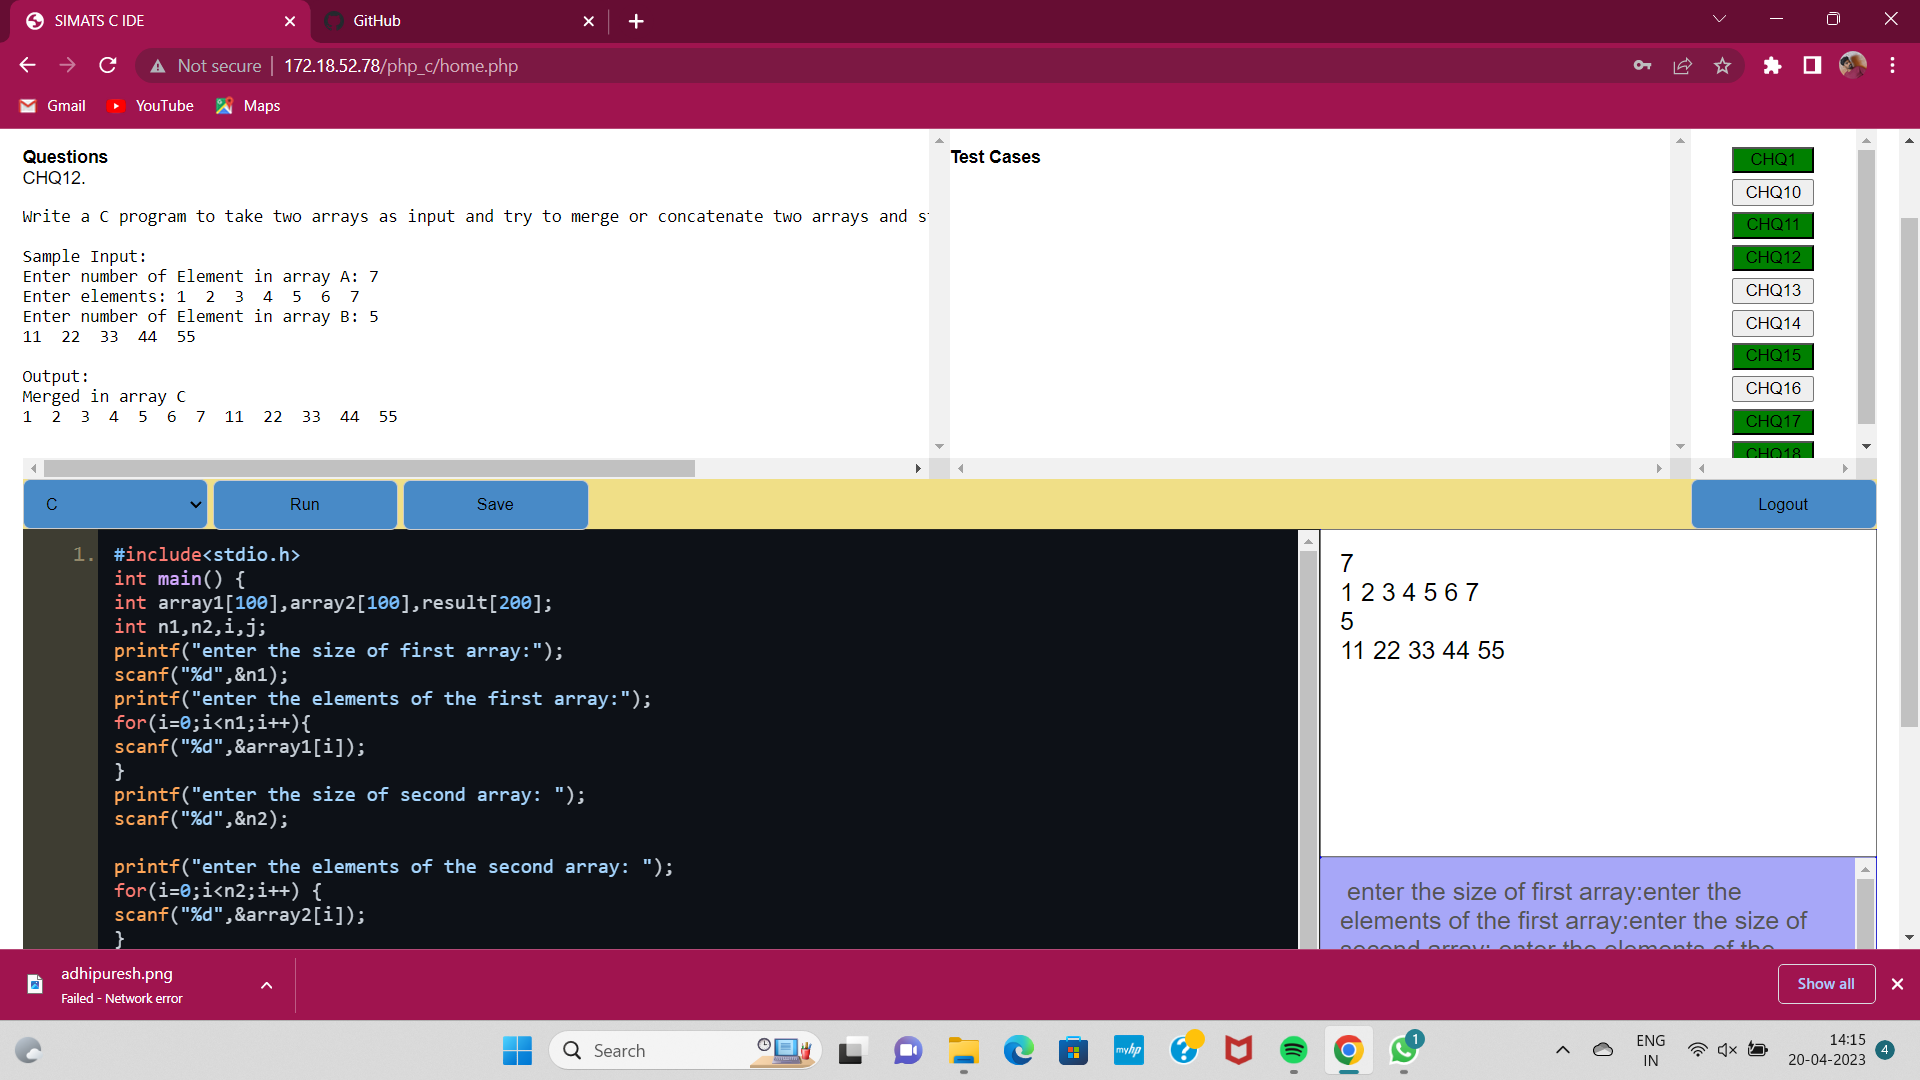 SIMATS C IDE
GitHub
Not secure
172.18.52.78/php_c/home.php
Gmail
YouTube
Maps
Questions
CHQ12.
Write a C program to take two arrays as input and try to merge or concatenate two arrays and
Sample Input:
Enter number of Element in array A: 7
Enter elements: 1 2 3 4 5 6 7
Enter number of Element in array B: 5
11 22 33 44 55
Output:
Merged in array C
1 2 3 4 5 6 7 11 22 33 44 55
Test Cases
CHQ1
CHQ10
CHQ11
CHQ12
CHQ13
CHQ14
CHQ15
CHQ16
CHQ17
CHQ18
C
Run
Save
Logout
1. #include<stdio.h>
int main() {
int array1[100],array2[100],result[200];
int n1,n2,i,j;
printf("enter the size of first array:");
scanf("%d",&n1);
printf("enter the elements of the first array:");
for(i=0;i<n1;i++){
scanf("%d",&array1[i]);
}
printf("enter the size of second array: ");
scanf("%d",&n2);
printf("enter the elements of the second array: ");
for(i=0;i<n2;i++) {
scanf("%d",&array2[i]);
}
7
1 2 3 4 5 6 7
5
11 22 33 44 55
enter the size of first array:enter the
elements of the first array:enter the size of
second array: enter the elements of the
adhipuresh.png
Failed - Network error
Show all
Search
myhp
1
ENG
IN
14:15
20-04-2023
4